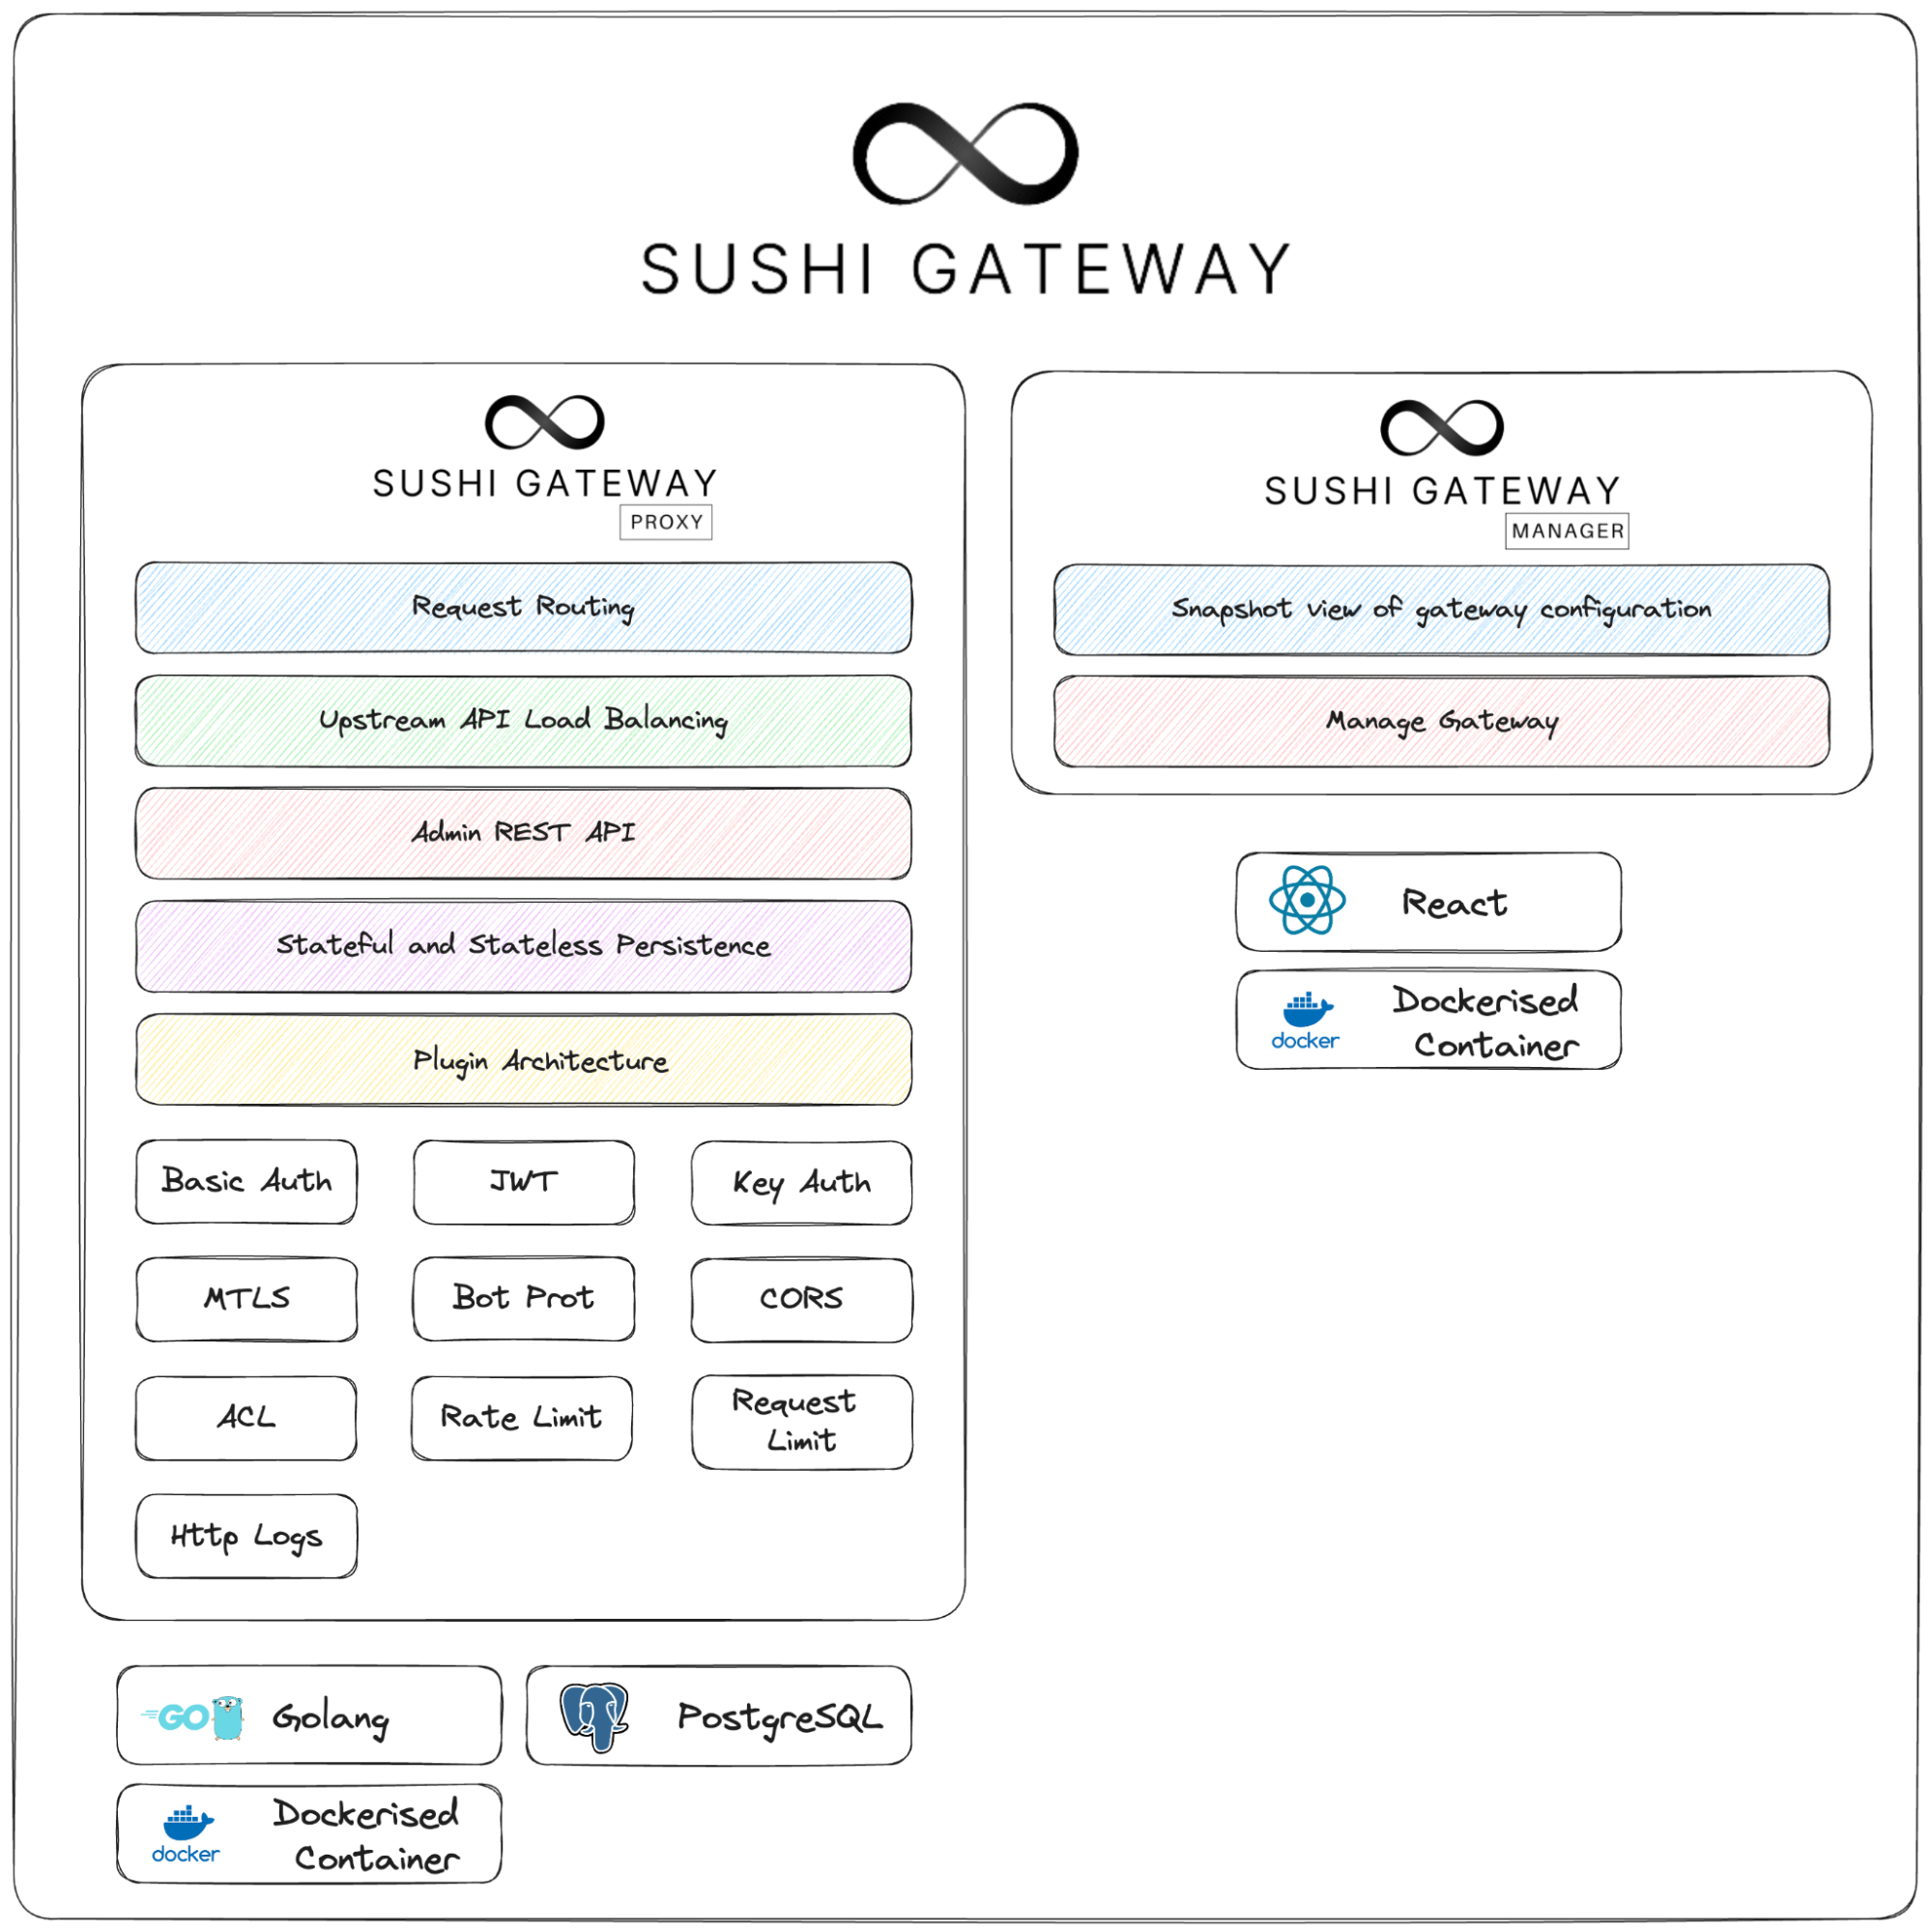 SUSHI GATEWAY
SUSHI GATEWAY
PROXY
Request Routing
Upstream API Load Balancing
Admin REST API
Stateful and Stateless Persistence
Plugin Architecture
Basic Auth
JWT
Key Auth
MTLS
Bot Prot
CORS
ACL
Rate Limit
Request
Limit
Http Logs
GO
Golang
PostgreSQL
docker
Dockerised
Container
SUSHI GATEWAY
MANAGER
Snapshot view of gateway configuration
Manage Gateway
React
docker
Dockerised
Container